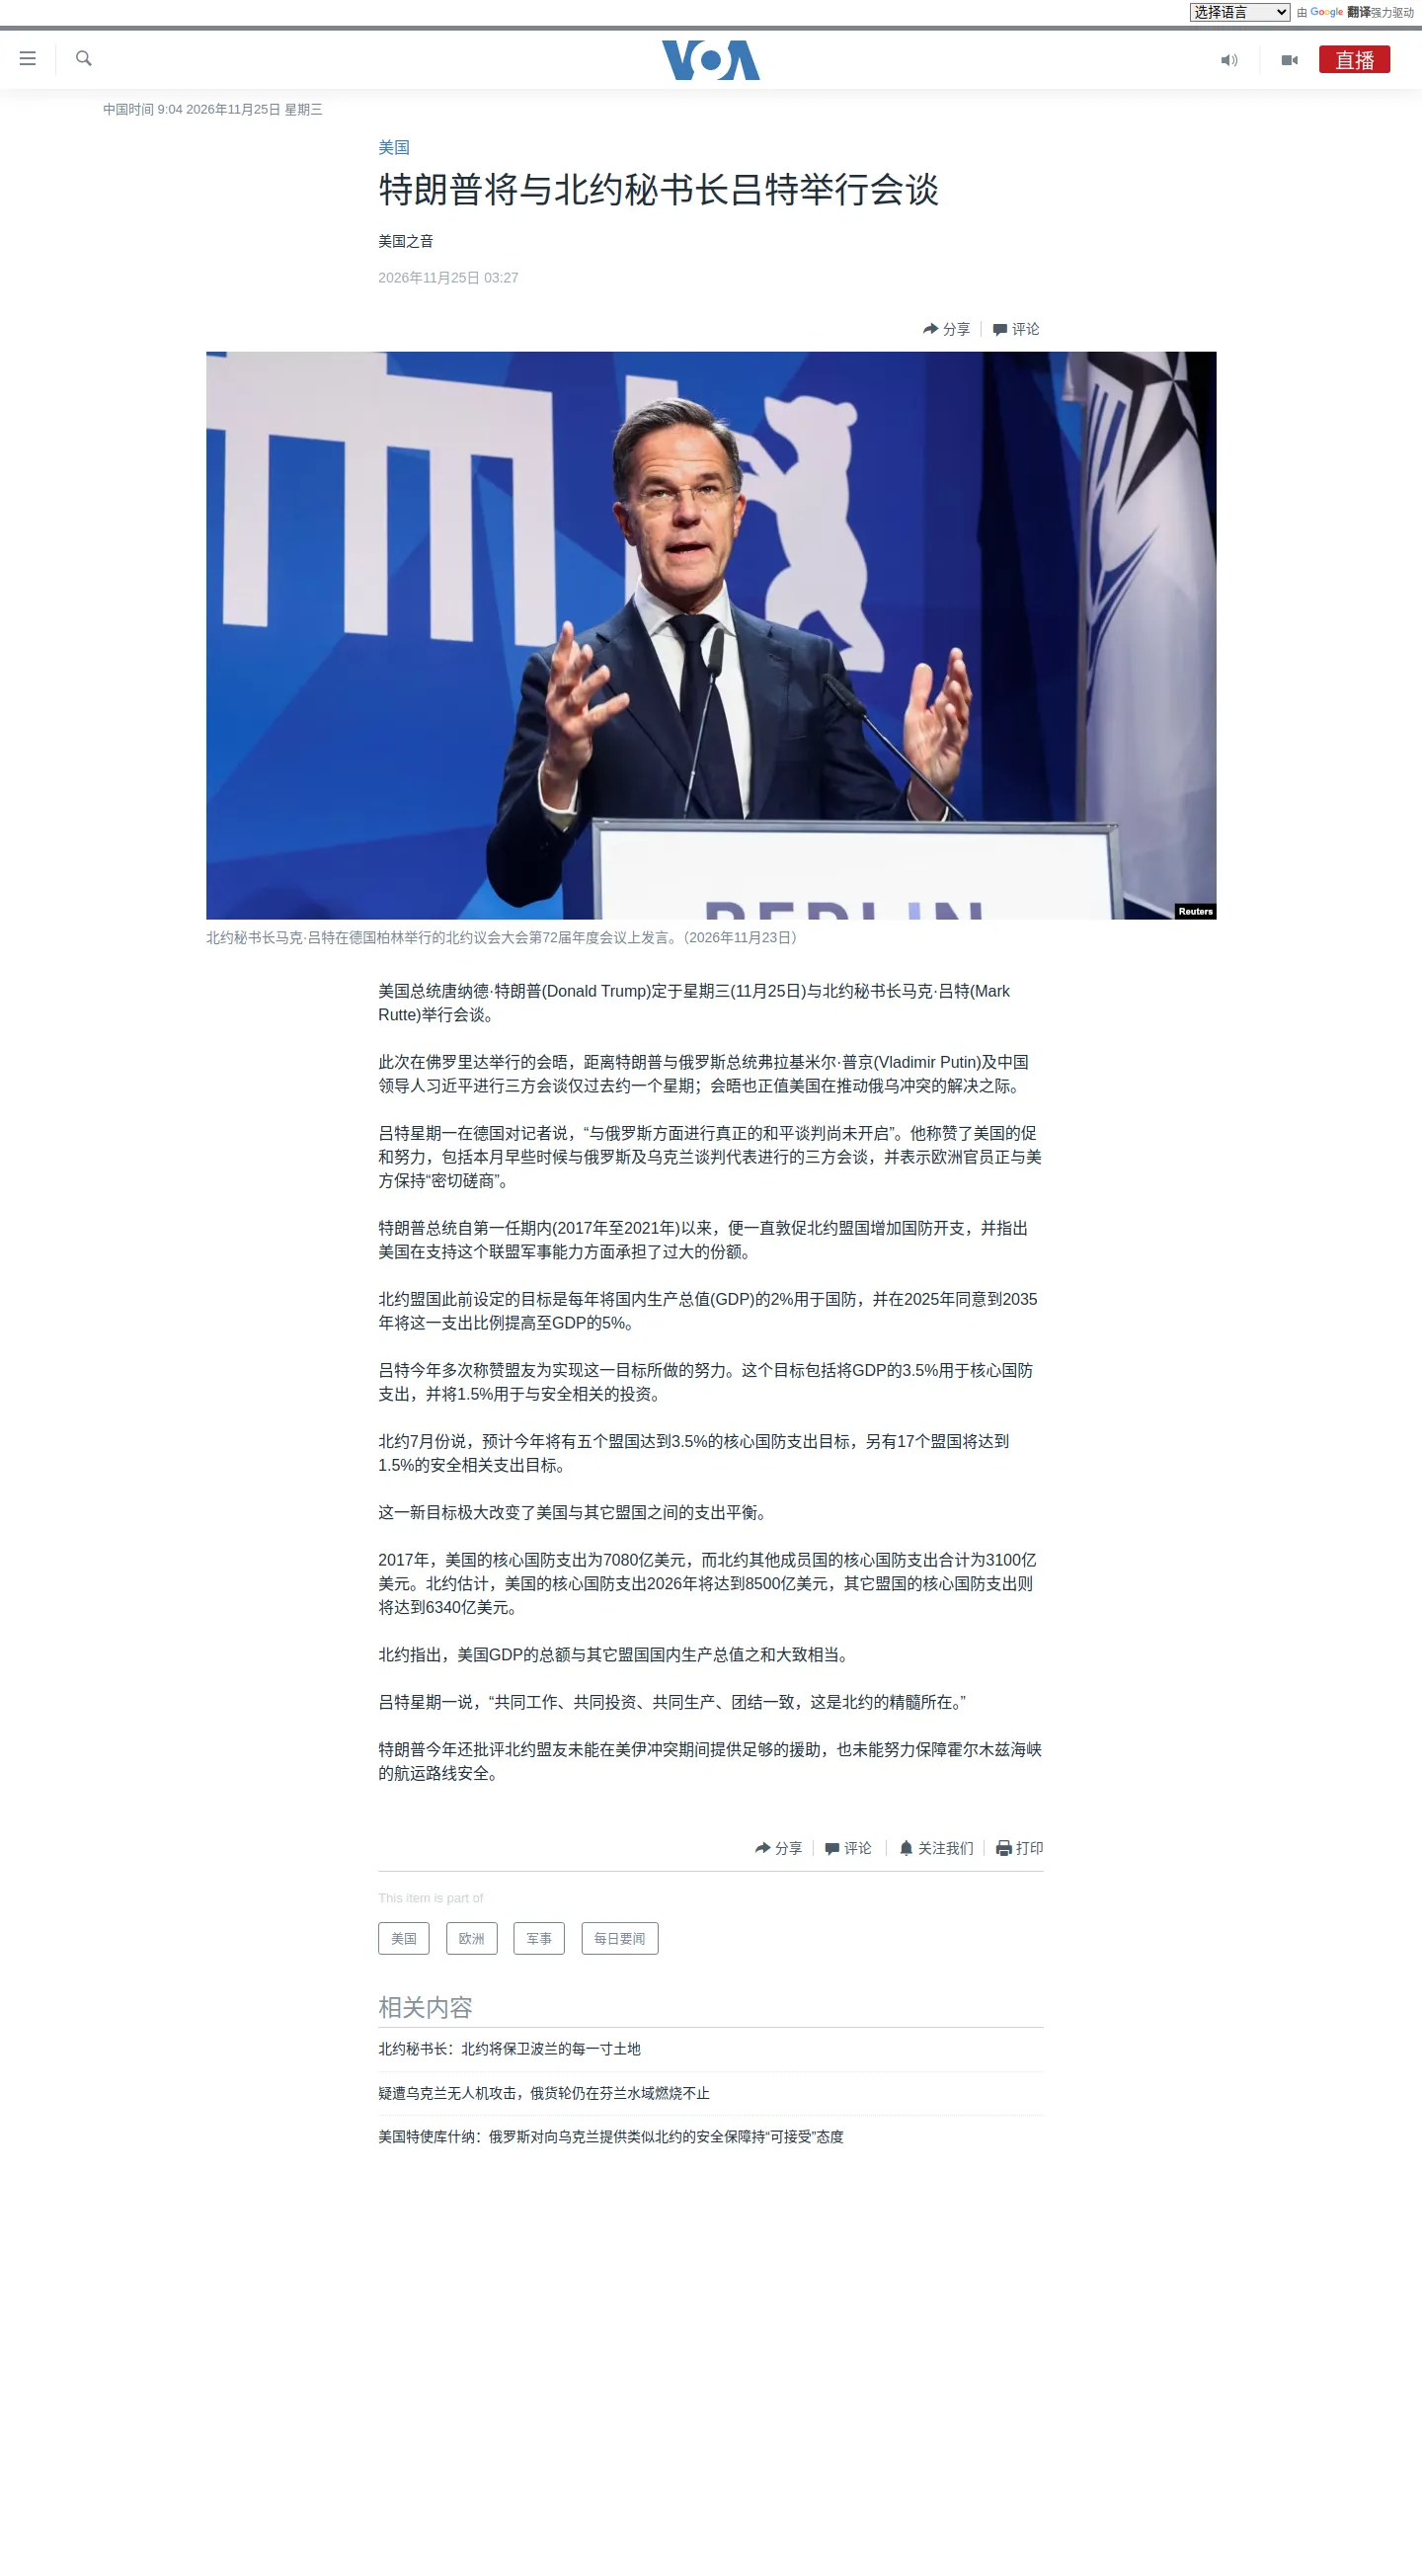 选择语言 由 Google 翻译强力驱动
VOA
直播
中国时间 9:04 2026年11月25日 星期三
美国
特朗普将与北约秘书长吕特举行会谈
美国之音
2026年11月25日 03:27
分享 评论
BERLIN
Reuters
北约秘书长马克·吕特在德国柏林举行的北约议会大会第72届年度会议上发言。（2026年11月23日）
美国总统唐纳德·特朗普(Donald Trump)定于星期三(11月25日)与北约秘书长马克·吕特(Mark
Rutte)举行会谈。
此次在佛罗里达举行的会晤，距离特朗普与俄罗斯总统弗拉基米尔·普京(Vladimir Putin)及中国
领导人习近平进行三方会谈仅过去约一个星期；会晤也正值美国在推动俄乌冲突的解决之际。
吕特星期一在德国对记者说，“与俄罗斯方面进行真正的和平谈判尚未开启”。他称赞了美国的促
和努力，包括本月早些时候与俄罗斯及乌克兰谈判代表进行的三方会谈，并表示欧洲官员正与美
方保持“密切磋商”。
特朗普总统自第一任期内(2017年至2021年)以来，便一直敦促北约盟国增加国防开支，并指出
美国在支持这个联盟军事能力方面承担了过大的份额。
北约盟国此前设定的目标是每年将国内生产总值(GDP)的2%用于国防，并在2025年同意到2035
年将这一支出比例提高至GDP的5%。
吕特今年多次称赞盟友为实现这一目标所做的努力。这个目标包括将GDP的3.5%用于核心国防
支出，并将1.5%用于与安全相关的投资。
北约7月份说，预计今年将有五个盟国达到3.5%的核心国防支出目标，另有17个盟国将达到
1.5%的安全相关支出目标。
这一新目标极大改变了美国与其它盟国之间的支出平衡。
2017年，美国的核心国防支出为7080亿美元，而北约其他成员国的核心国防支出合计为3100亿
美元。北约估计，美国的核心国防支出2026年将达到8500亿美元，其它盟国的核心国防支出则
将达到6340亿美元。
北约指出，美国GDP的总额与其它盟国国内生产总值之和大致相当。
吕特星期一说，“共同工作、共同投资、共同生产、团结一致，这是北约的精髓所在。”
特朗普今年还批评北约盟友未能在美伊冲突期间提供足够的援助，也未能努力保障霍尔木兹海峡
的航运路线安全。
分享 评论 关注我们 打印
This item is part of
美国 欧洲 军事 每日要闻
相关内容
北约秘书长：北约将保卫波兰的每一寸土地
疑遭乌克兰无人机攻击，俄货轮仍在芬兰水域燃烧不止
美国特使库什纳：俄罗斯对向乌克兰提供类似北约的安全保障持“可接受”态度